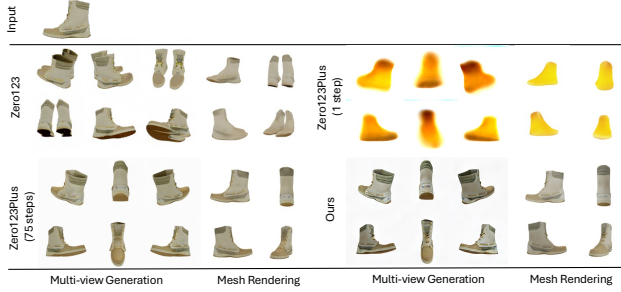 Input
Zero123
Zero123Plus
(1 step)
Zero123Plus
(75 steps)
Ours
Multi-view Generation
Mesh Rendering
Multi-view Generation
Mesh Rendering